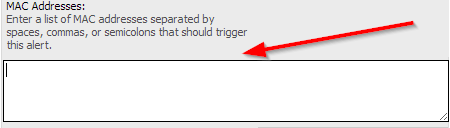 MAC Addresses:
Enter a list of MAC addresses separated by
spaces, commas, or semicolons that should trigger
this alert.